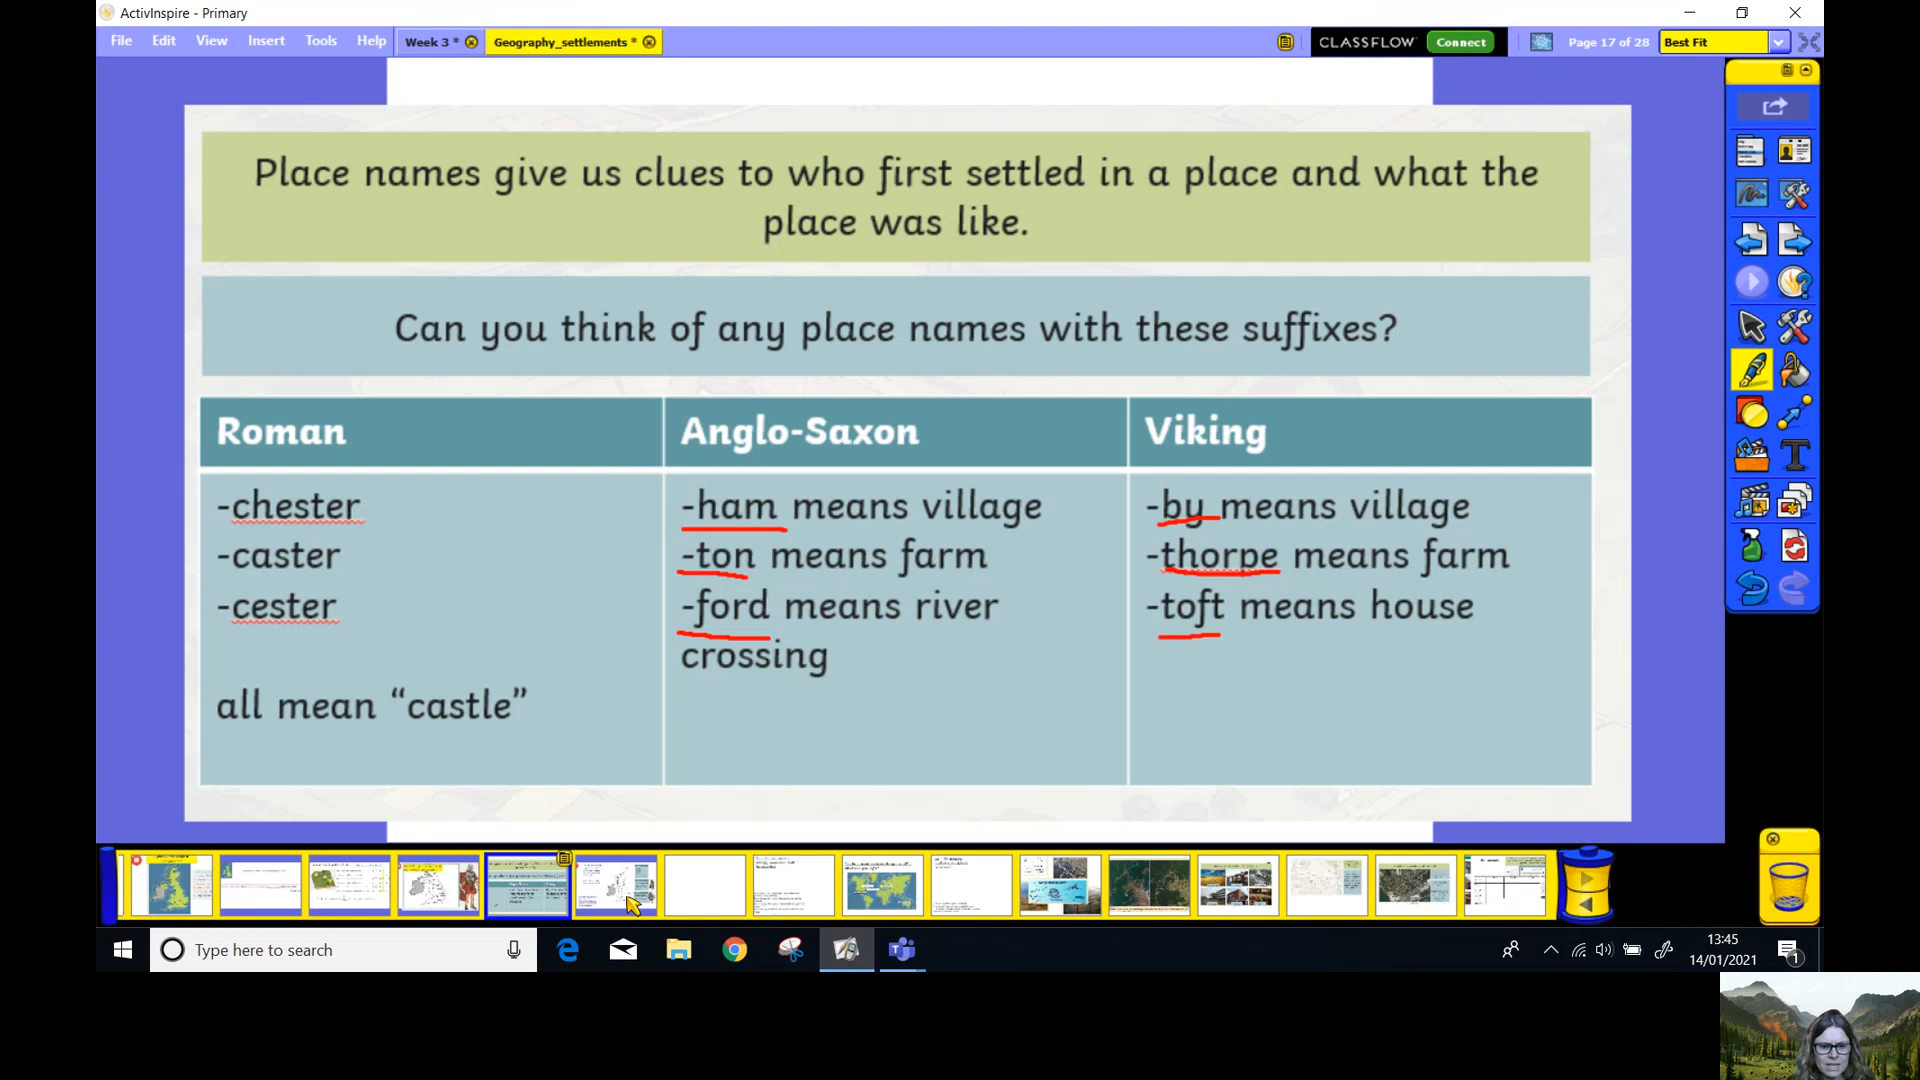 ActivInspire - Primary
File Edit View Insert Tools Help Week 3 * Geography_settlements * CLASSFLOW Connect Page 17 of 28 Best Fit
Place names give us clues to who first settled in a place and what the
place was like.
Can you think of any place names with these suffixes?
Roman
-chester
-caster
-cester
all mean “castle”
Anglo-Saxon
-ham means village
-ton means farm
-ford means river
crossing
Viking
-by means village
-thorpe means farm
-toft means house
Type here to search
13:45
14/01/2021
1